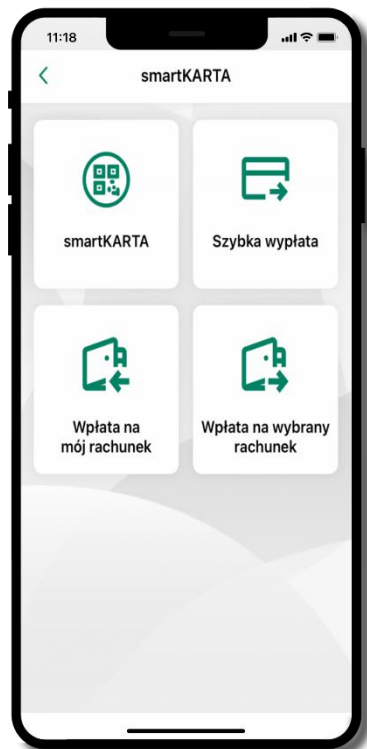 11:18
smartKARTA
smartKARTA
Szybka wypłata
Wpłata na
mój rachunek
Wpłata na wybrany
rachunek